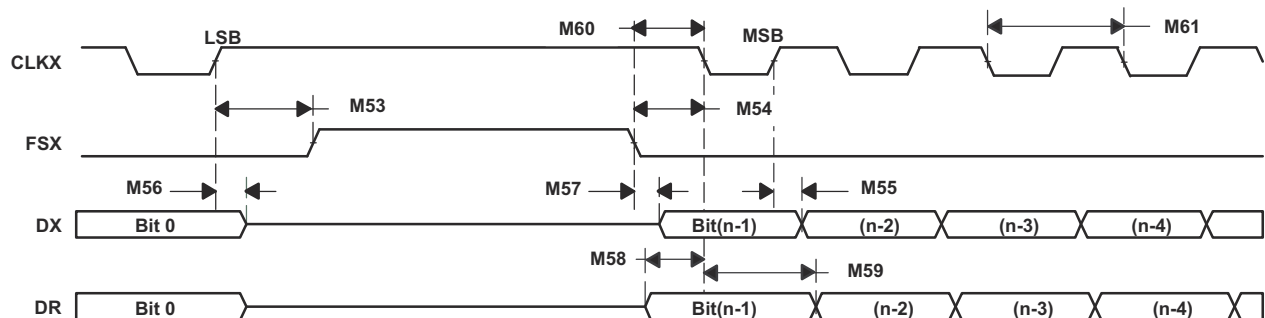 M60
M61
LSB
MSB
CLKX
M53
M54
FSX
M56
M57
M55
DX
Bit 0
Bit(n-1)
(n-2)
(n-3)
(n-4)
M58
M59
DR
Bit 0
Bit(n-1)
(n-2)
(n-3)
(n-4)